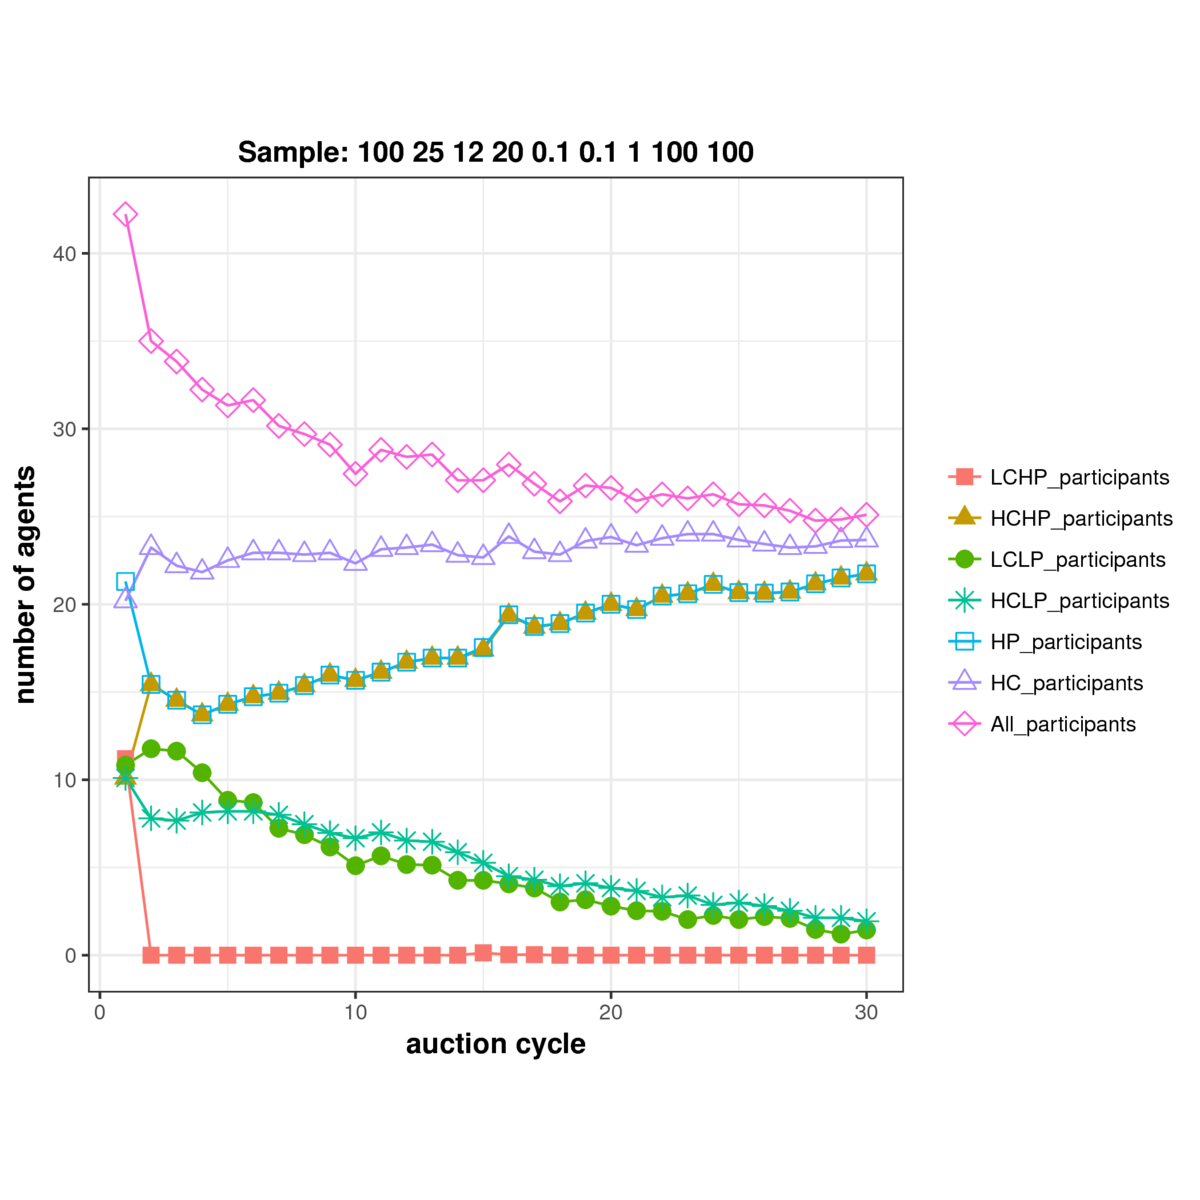 Sample: 100 25 12 20 0.1 0.1 1 100 100
number of agents
40
30
20
10
0
0 10 20 30
auction cycle
LCHP_participants
HCHP_participants
LCLP_participants
HCLP_participants
HP_participants
HC_participants
All_participants